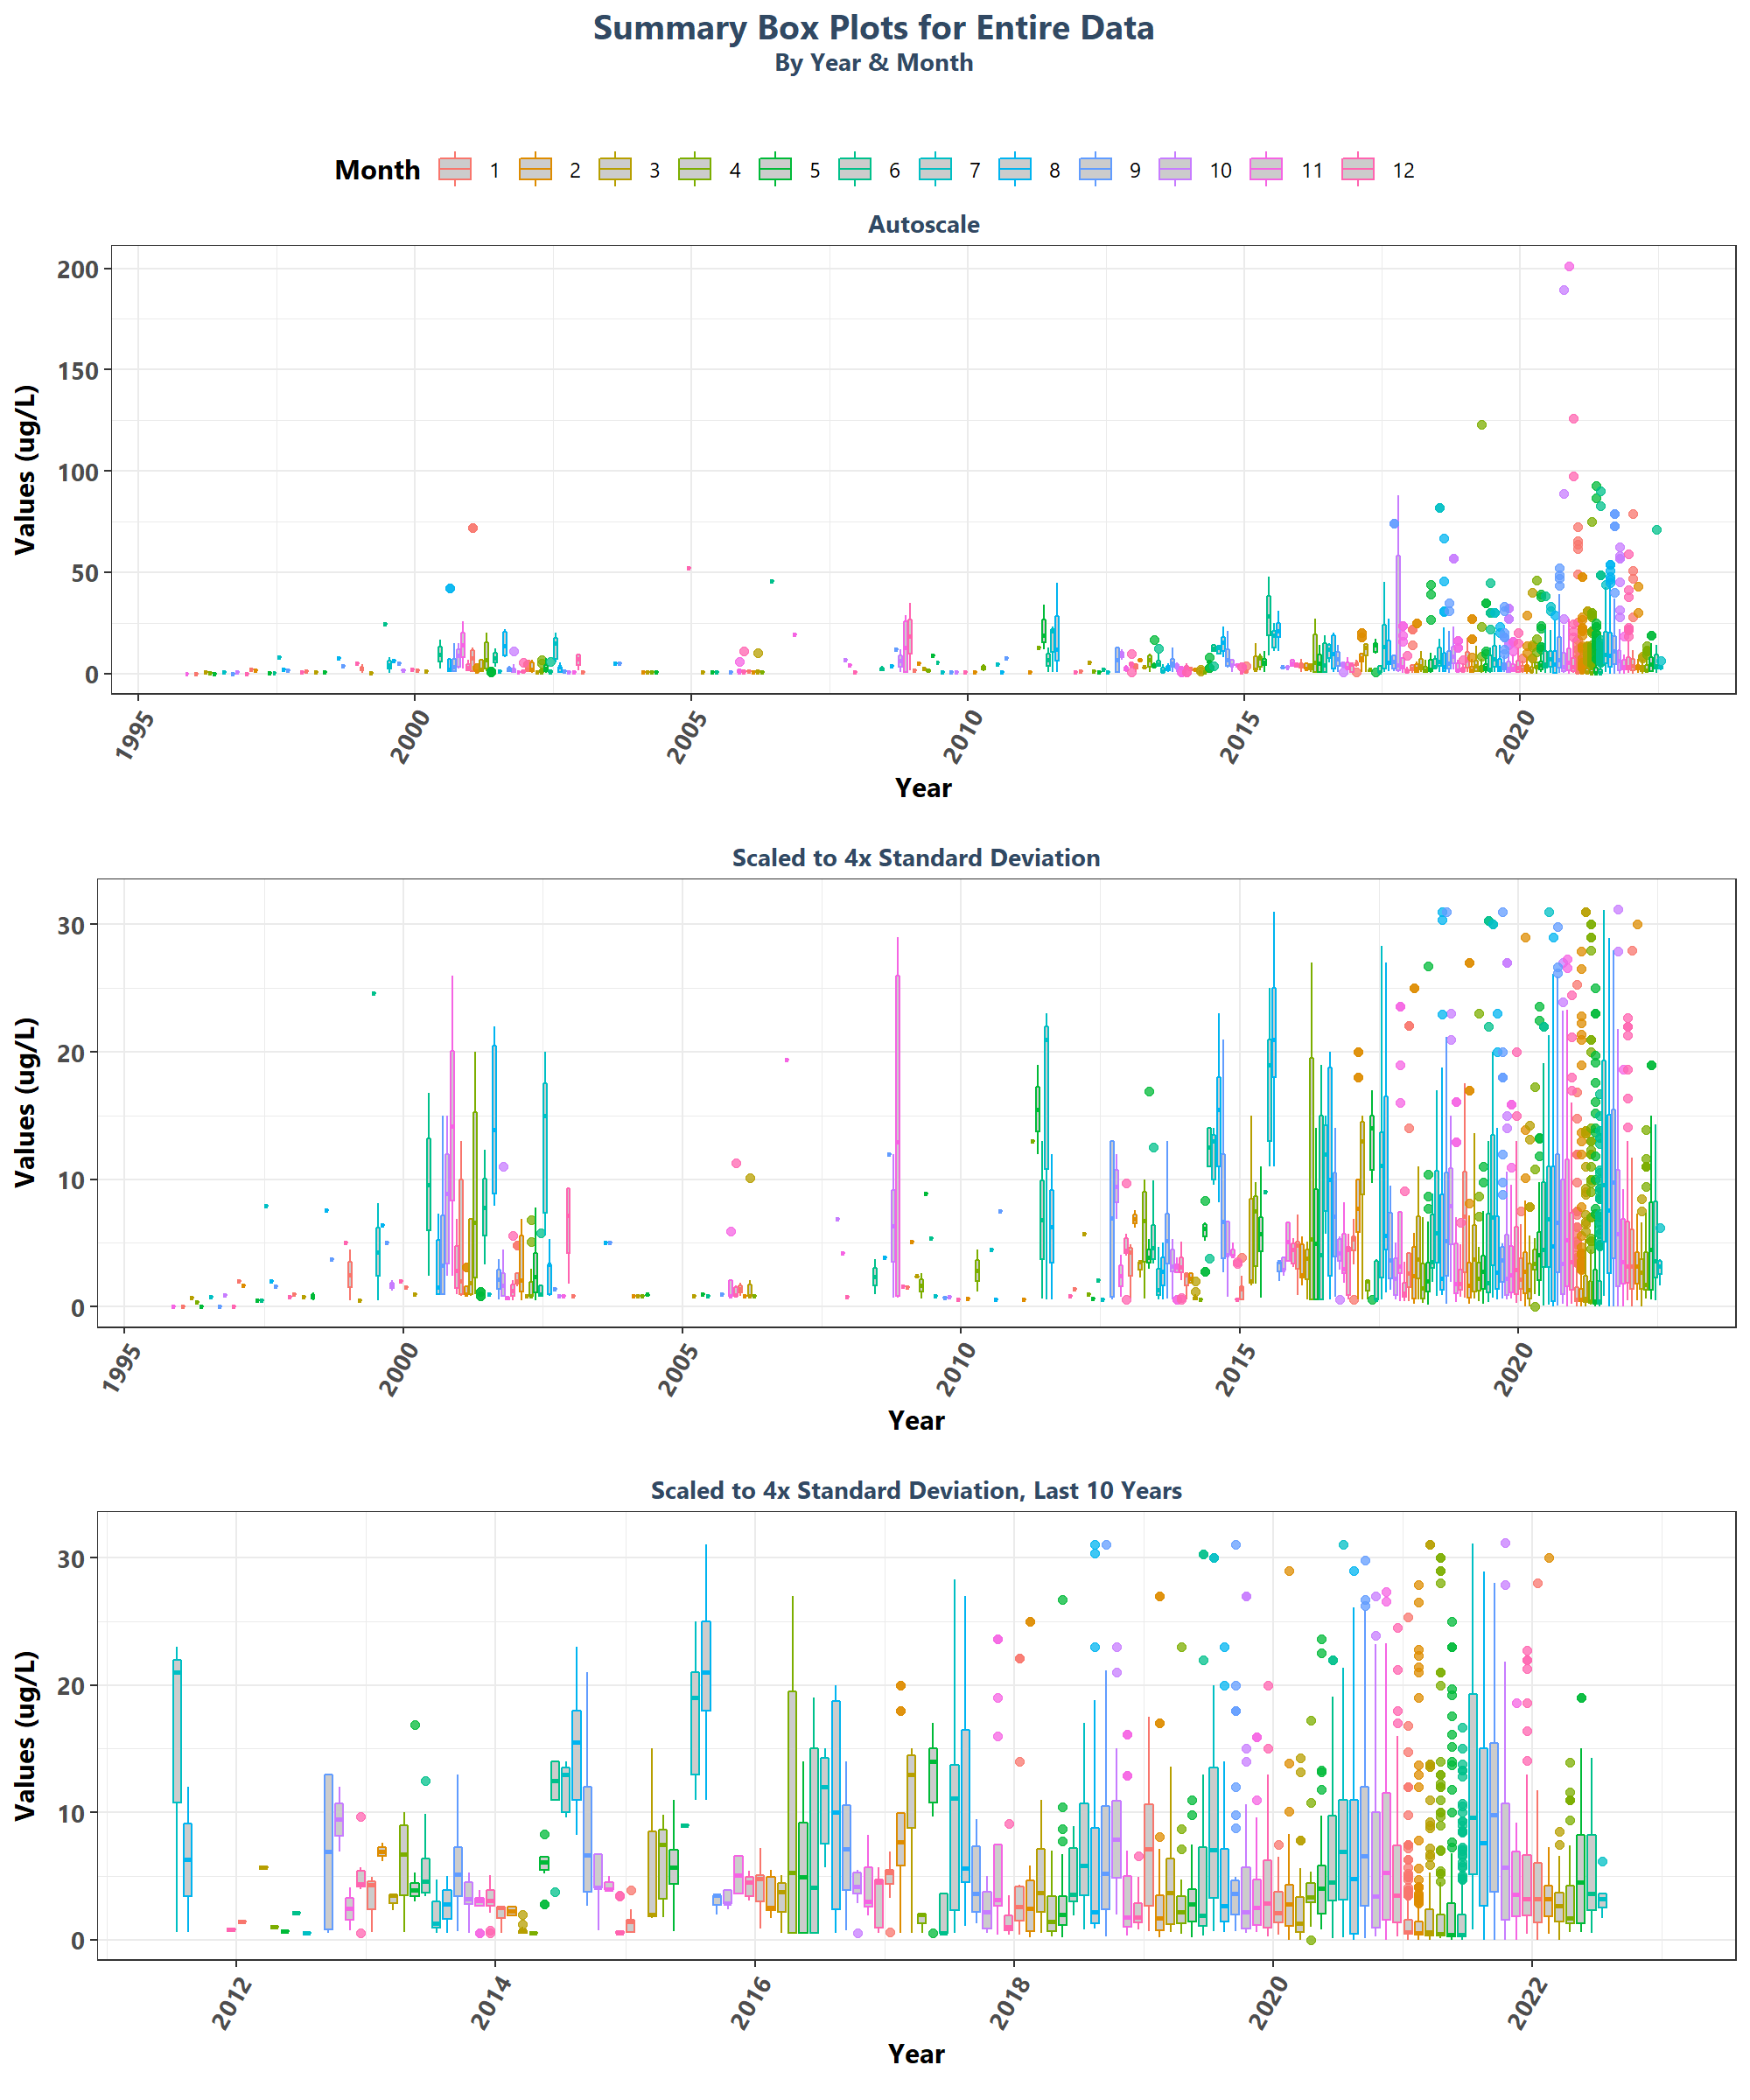 Summary Box Plots for Entire Data
By Year & Month
Month 1 2 3 4 5 6 7 8 9 10 11 12
Autoscale
Values (ug/L)
200
150
100
50
0
1995 2000 2005 2010 2015 2020
Year
Scaled to 4x Standard Deviation
Values (ug/L)
30
20
10
0
1995 2000 2005 2010 2015 2020
Year
Scaled to 4x Standard Deviation, Last 10 Years
Values (ug/L)
30
20
10
0
2012 2014 2016 2018 2020 2022
Year